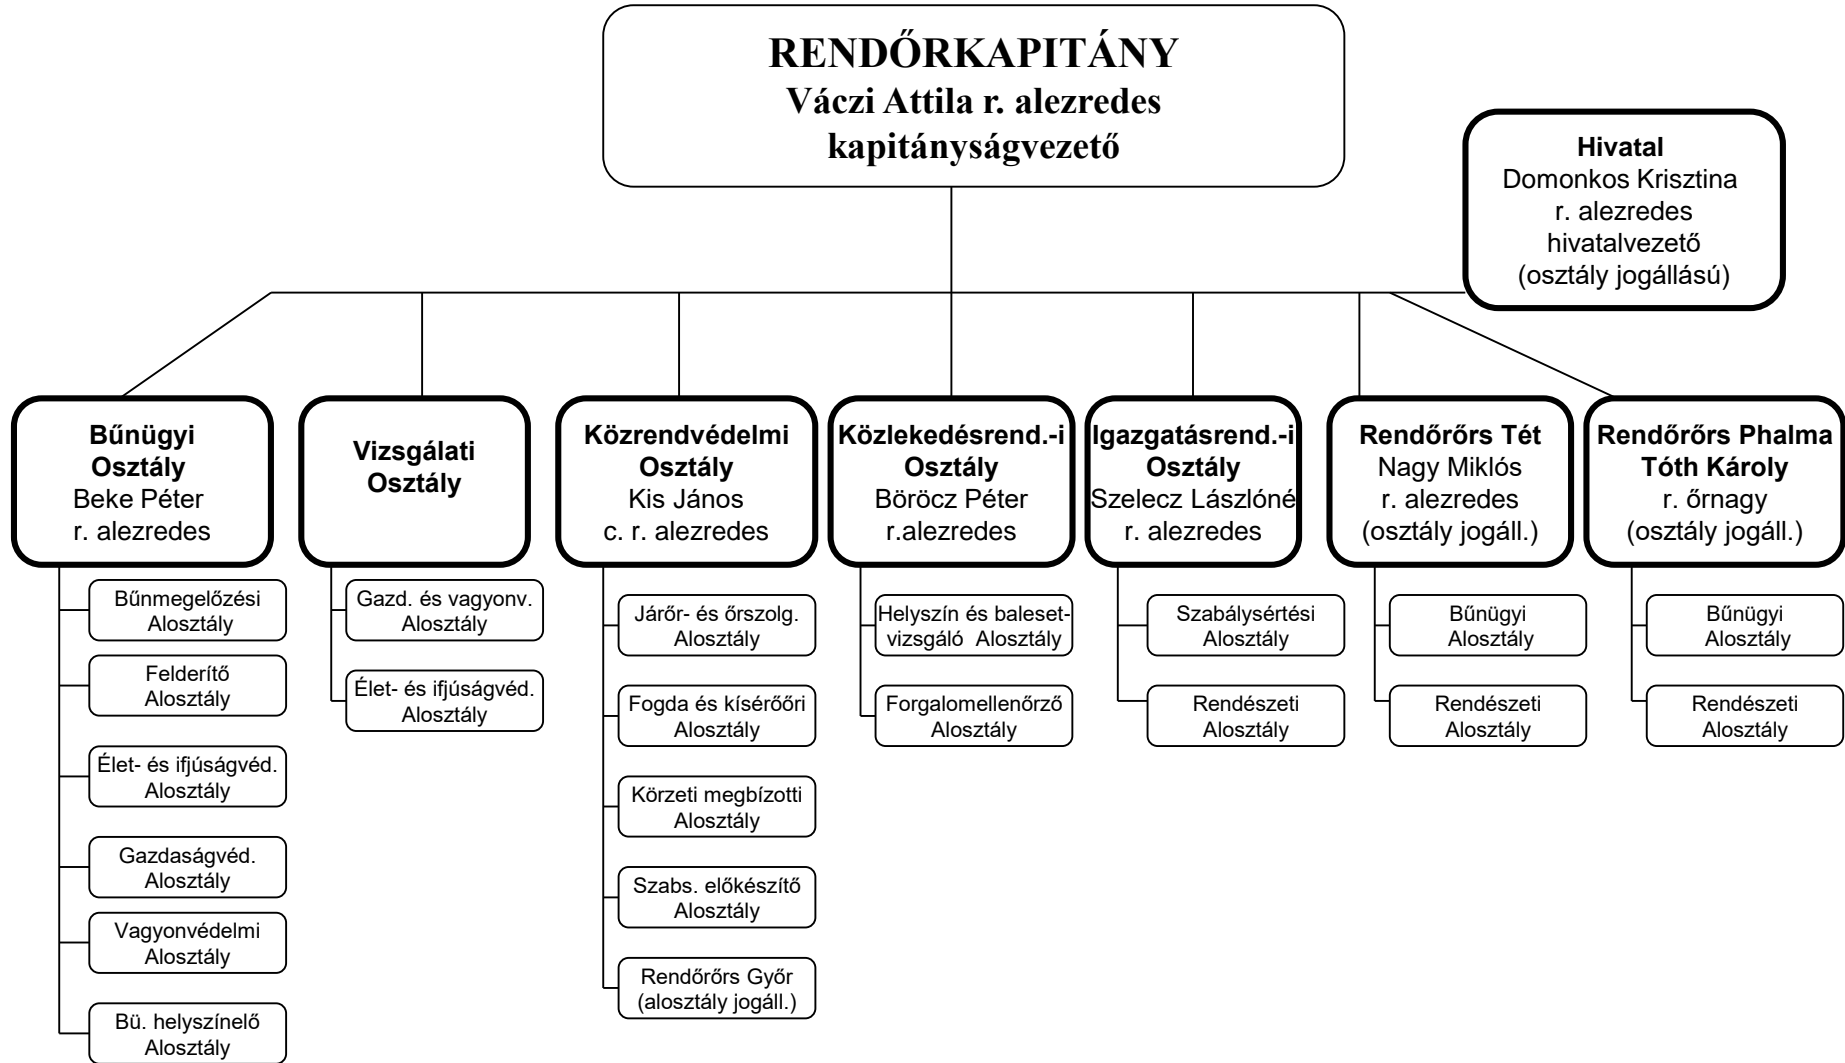 RENDŐRKAPITÁNY
Váczi Attila r. alezredes
kapitányságvezető
Hivatal
Domonkos Krisztina
r. alezredes
hivatalvezető
(osztály jogállású)
Bűnügyi
Osztály
Beke Péter
r. alezredes
Vizsgálati
Osztály
Közrendvédelmi
Osztály
Kis János
c. r. alezredes
Közlekedésrend.-i
Osztály
Böröcz Péter
r.alezredes
Igazgatásrend.-i
Osztály
Szelecz Lászlóné
r. alezredes
Rendőrőrs Tét
Nagy Miklós
r. alezredes
(osztály jogáll.)
Rendőrőrs Phalma
Tóth Károly
r. őrnagy
(osztály jogáll.)
Bűnmegelőzési
Alosztály
Felderítő
Alosztály
Élet- és ifjúságvéd.
Alosztály
Gazdaságvéd.
Alosztály
Vagyonvédelmi
Alosztály
Bü. helyszínelő
Alosztály
Gazd. és vagyonv.
Alosztály
Élet- és ifjúságvéd.
Alosztály
Járőr- és őrszolg.
Alosztály
Fogda és kísérőőri
Alosztály
Körzeti megbízotti
Alosztály
Szabs. előkészítő
Alosztály
Rendőrőrs Győr
(alosztály jogáll.)
Helyszín és baleset-
vizsgáló Alosztály
Forgalomellenőrző
Alosztály
Szabálysértési
Alosztály
Rendészeti
Alosztály
Bűnügyi
Alosztály
Rendészeti
Alosztály
Bűnügyi
Alosztály
Rendészeti
Alosztály